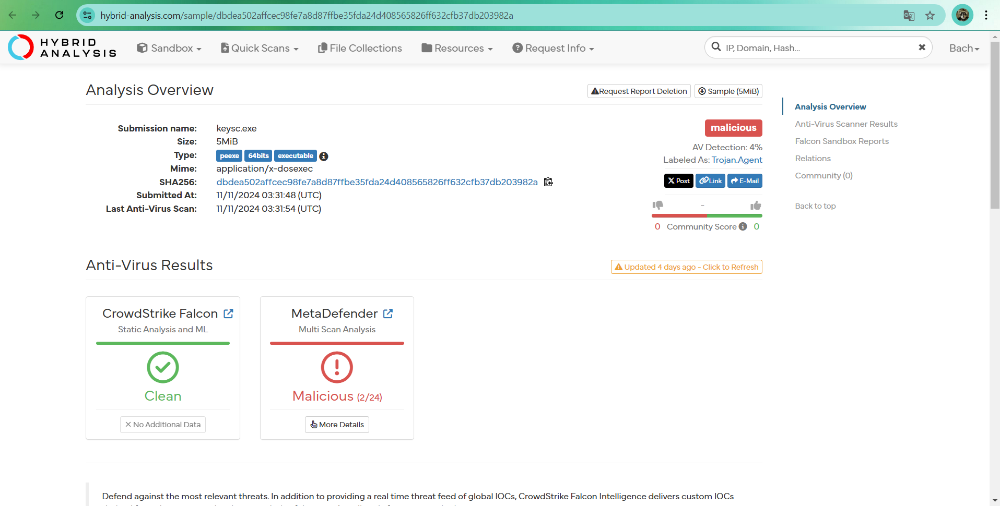 hybrid-analysis.com/sample/dbdea502affcec98fe7a8d87ffbe35fda24d408565826ff632cfb37db203982a
HYBRID
ANALYSIS
Sandbox
Quick Scans
File Collections
Resources
Request Info
IP, Domain, Hash...
Bach
Analysis Overview
Request Report Deletion
Sample (5MiB)
Submission name: keysc.exe
Size: 5MiB
Type: peexe 64bits executable
Mime: application/x-dosexec
SHA256: dbdea502affcec98fe7a8d87ffbe35fda24d408565826ff632cfb37db203982a
Submitted At: 11/11/2024 03:31:48 (UTC)
Last Anti-Virus Scan: 11/11/2024 03:31:54 (UTC)
malicious
AV Detection: 4%
Labeled As: Trojan.Agent
X Post Link E-Mail
-
0 Community Score 0
Analysis Overview
Anti-Virus Scanner Results
Falcon Sandbox Reports
Relations
Community (0)
Back to top
Anti-Virus Results
Updated 4 days ago - Click to Refresh
CrowdStrike Falcon
Static Analysis and ML
Clean
No Additional Data
MetaDefender
Multi Scan Analysis
Malicious (2/24)
More Details
Defend against the most relevant threats. In addition to providing a real time threat feed of global IOCs, CrowdStrike Falcon Intelligence delivers custom IOCs